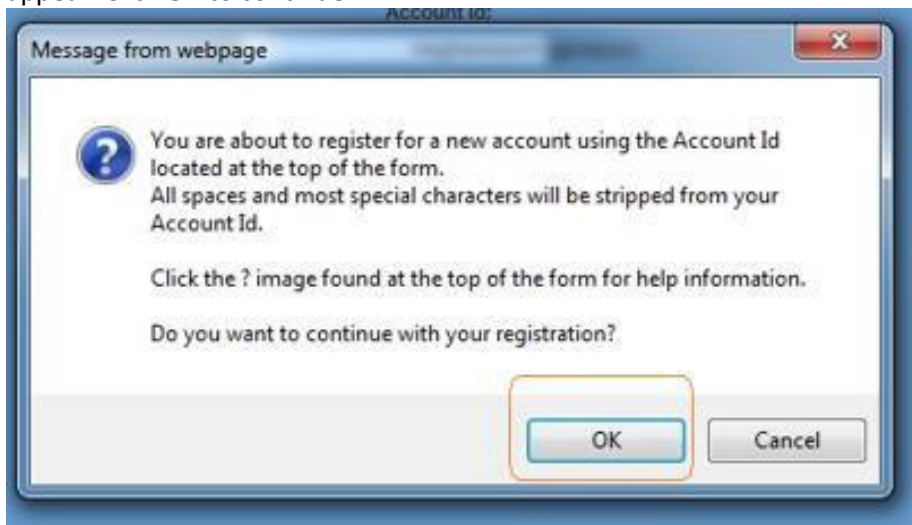 Account Id:
Message from webpage
You are about to register for a new account using the Account Id
located at the top of the form.
All spaces and most special characters will be stripped from your
Account Id.
Click the ? image found at the top of the form for help information.
Do you want to continue with your registration?
OK
Cancel